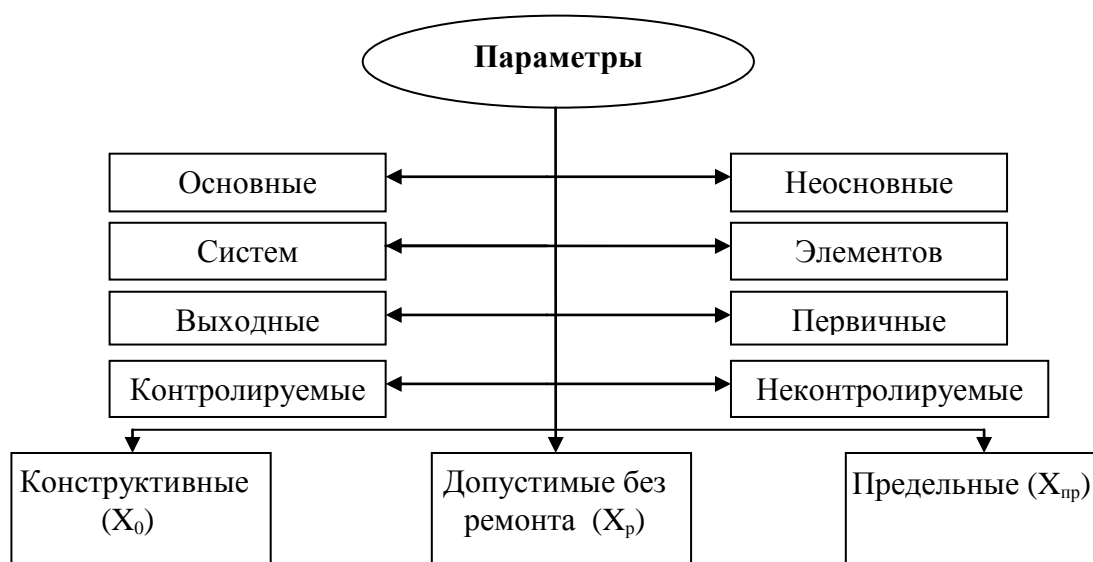 Параметры
Основные
Неосновные
Систем
Элементов
Выходные
Первичные
Контролируемые
Неконтролируемые
Конструктивные
(X₀)
Допустимые без
ремонта (Xр)
Предельные (Xпр)